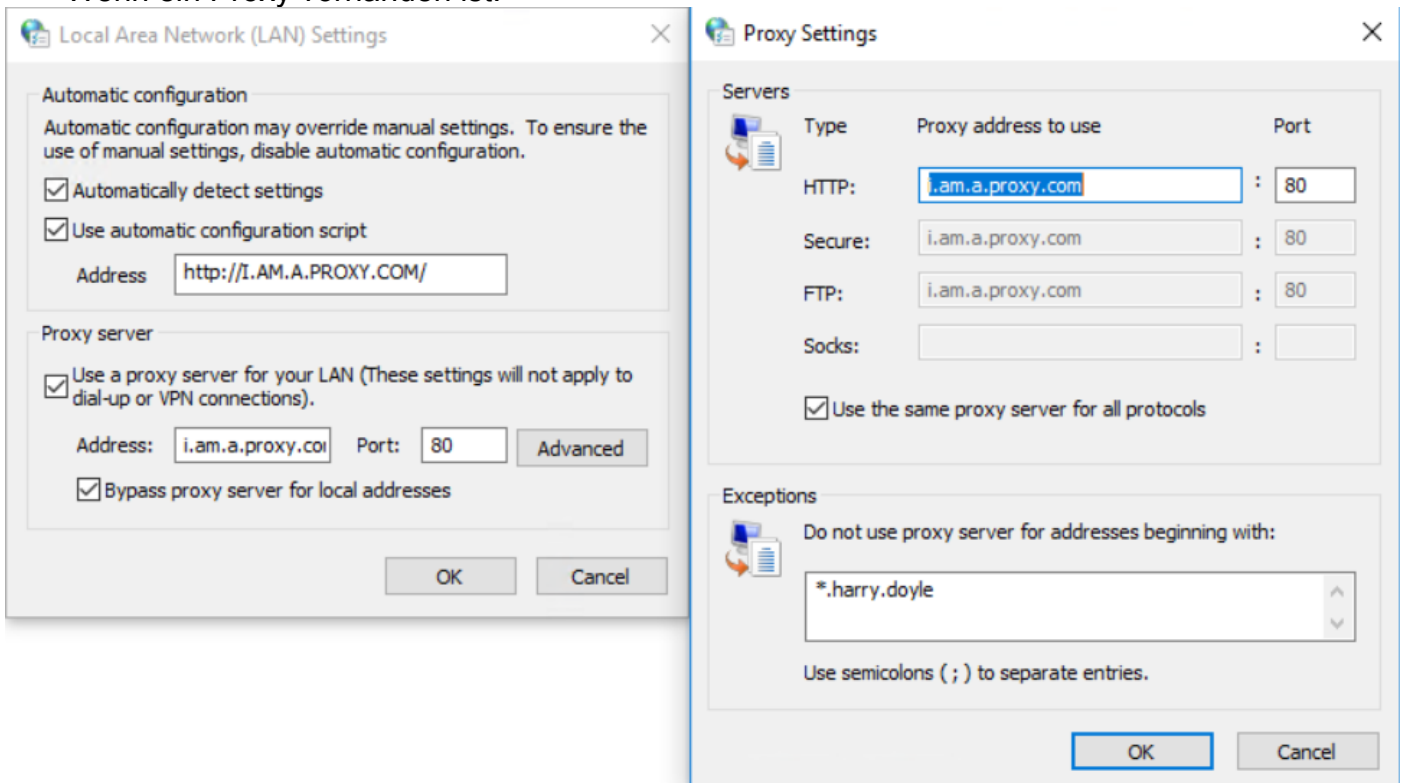 Wenn ein Proxy vorhanden ist:
Local Area Network (LAN) Settings
Automatic configuration
Automatic configuration may override manual settings. To ensure the
use of manual settings, disable automatic configuration.
Automatically detect settings
Use automatic configuration script
Address http://I.AM.A.PROXY.COM/
Proxy server
Use a proxy server for your LAN (These settings will not apply to
dial-up or VPN connections).
Address: i.am.a.proxy.co Port: 80 Advanced
Bypass proxy server for local addresses
OK Cancel
Proxy Settings
Servers
Type Proxy address to use Port
HTTP: i.am.a.proxy.com : 80
Secure: i.am.a.proxy.com : 80
FTP: i.am.a.proxy.com : 80
Socks: :
Use the same proxy server for all protocols
Exceptions
Do not use proxy server for addresses beginning with:
*.harry.doyle
Use semicolons ( ; ) to separate entries.
OK Cancel